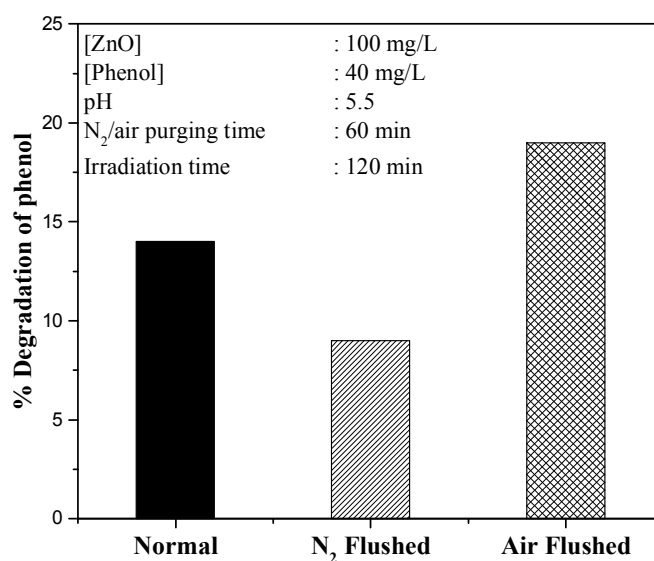 25
20
15
10
5
0
% Degradation of phenol
[ZnO] : 100 mg/L
[Phenol] : 40 mg/L
pH : 5.5
N₂/air purging time : 60 min
Irradiation time : 120 min
Normal N₂ Flushed Air Flushed